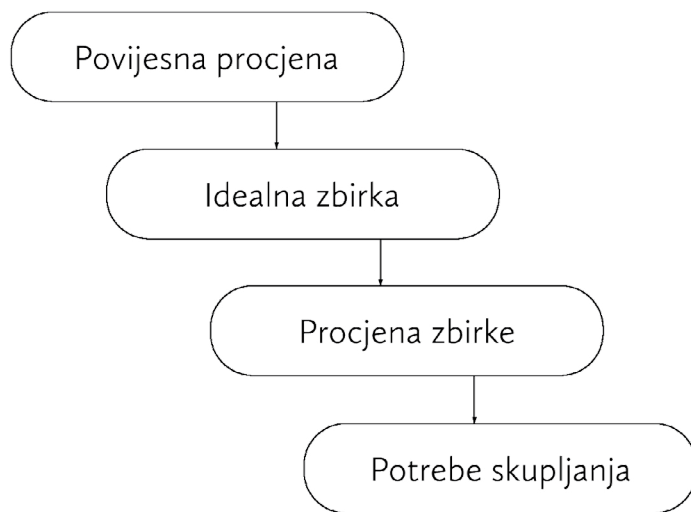 Povijesna procjena
Idealna zbirka
Procjena zbirke
Potrebe skupljanja